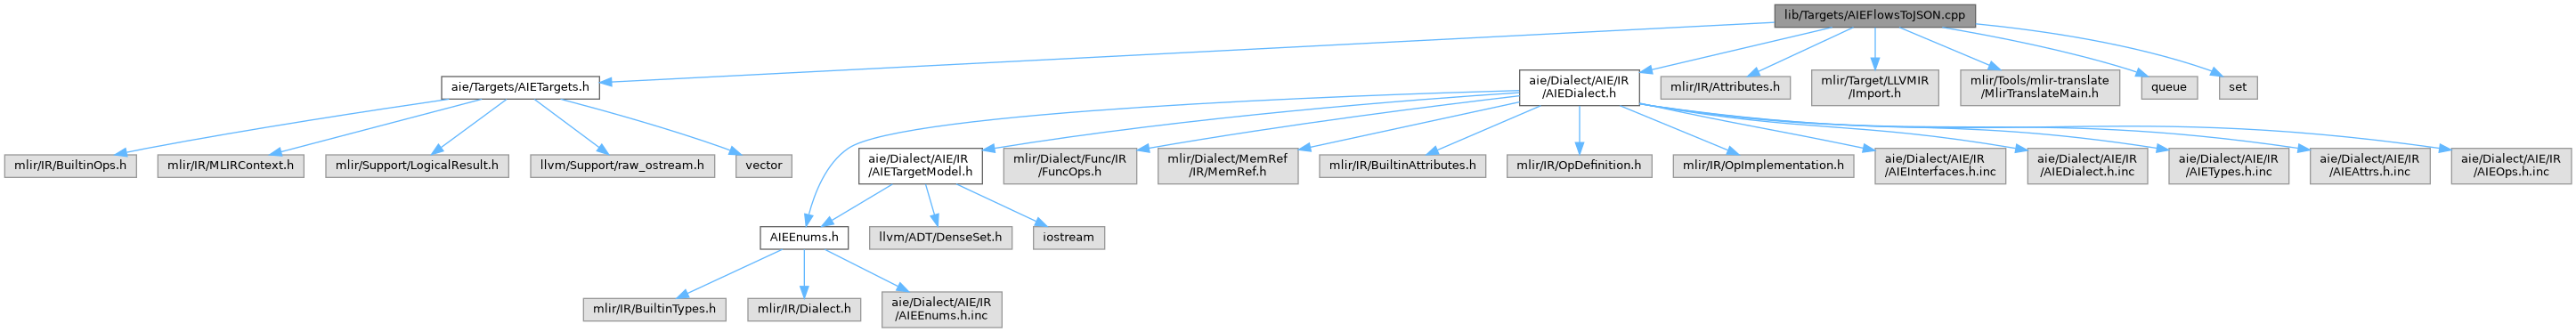 lib/Targets/AIEFlowsToJSON.cpp
aie/Targets/AIETargets.h
aie/Dialect/AIE/IR
/AIEDialect.h
mlir/IR/Attributes.h
mlir/Target/LLVMIR
/Import.h
mlir/Tools/mlir-translate
/MlirTranslateMain.h
queue
set
mlir/IR/BuiltinOps.h
mlir/IR/MLIRContext.h
mlir/Support/LogicalResult.h
llvm/Support/raw_ostream.h
vector
aie/Dialect/AIE/IR
/AIETargetModel.h
mlir/Dialect/Func/IR
/FuncOps.h
mlir/Dialect/MemRef
/IR/MemRef.h
mlir/IR/BuiltinAttributes.h
mlir/IR/OpDefinition.h
mlir/IR/OpImplementation.h
aie/Dialect/AIE/IR
/AIEInterfaces.h.inc
aie/Dialect/AIE/IR
/AIEDialect.h.inc
aie/Dialect/AIE/IR
/AIETypes.h.inc
aie/Dialect/AIE/IR
/AIEAttrs.h.inc
aie/Dialect/AIE/IR
/AIEOps.h.inc
AIEEnums.h
llvm/ADT/DenseSet.h
iostream
mlir/IR/BuiltinTypes.h
mlir/IR/Dialect.h
aie/Dialect/AIE/IR
/AIEEnums.h.inc